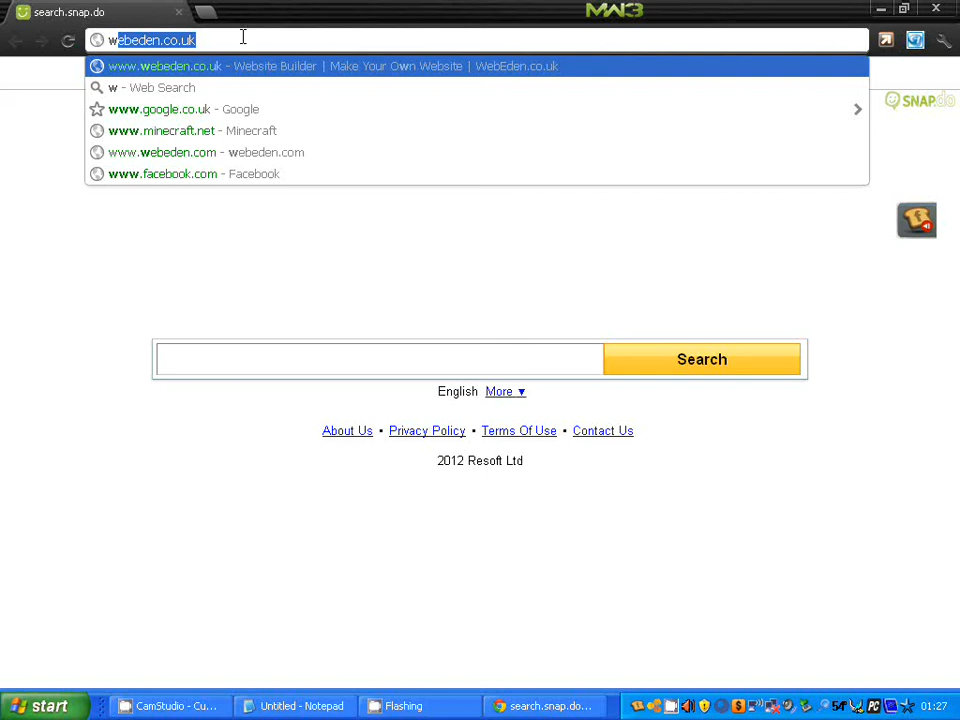 search.snap.do
MW3
webeden.co.uk
www.webeden.co.uk - Website Builder | Make Your Own Website | WebEden.co.uk
w - Web Search
www.google.co.uk - Google
www.minecraft.net - Minecraft
www.webeden.com - webeden.com
www.facebook.com - Facebook
SNAP.do
Search
English More ▼
About Us • Privacy Policy • Terms Of Use • Contact Us
2012 Resoft Ltd
start
CamStudio - Cu...
Untitled - Notepad
Flashing
search.snap.do...
54°
PC
01:27